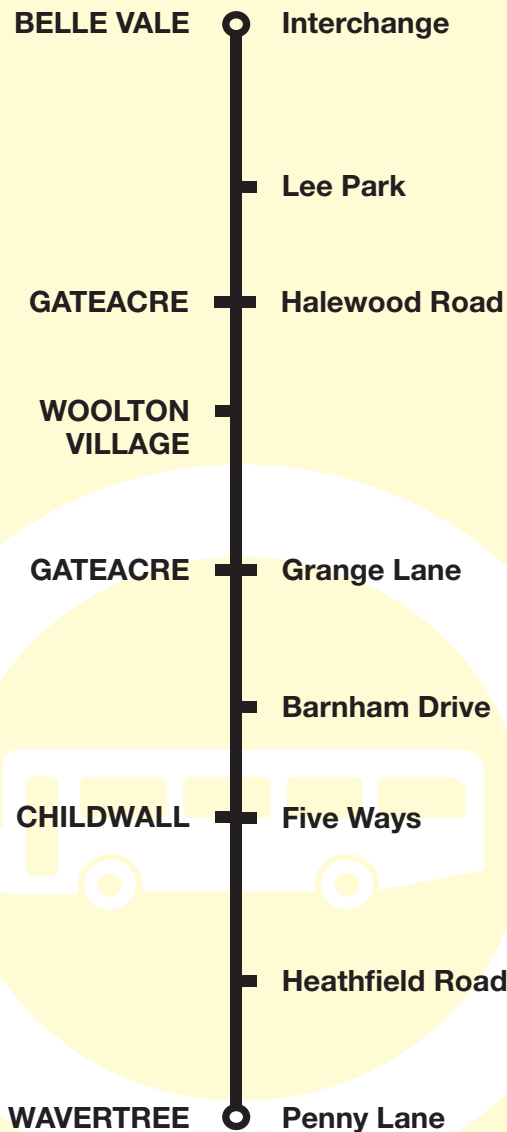 BELLE VALE Interchange
Lee Park
GATEACRE Halewood Road
WOOLTON
VILLAGE
GATEACRE Grange Lane
Barnham Drive
CHILDWALL Five Ways
Heathfield Road
WAVERTREE Penny Lane